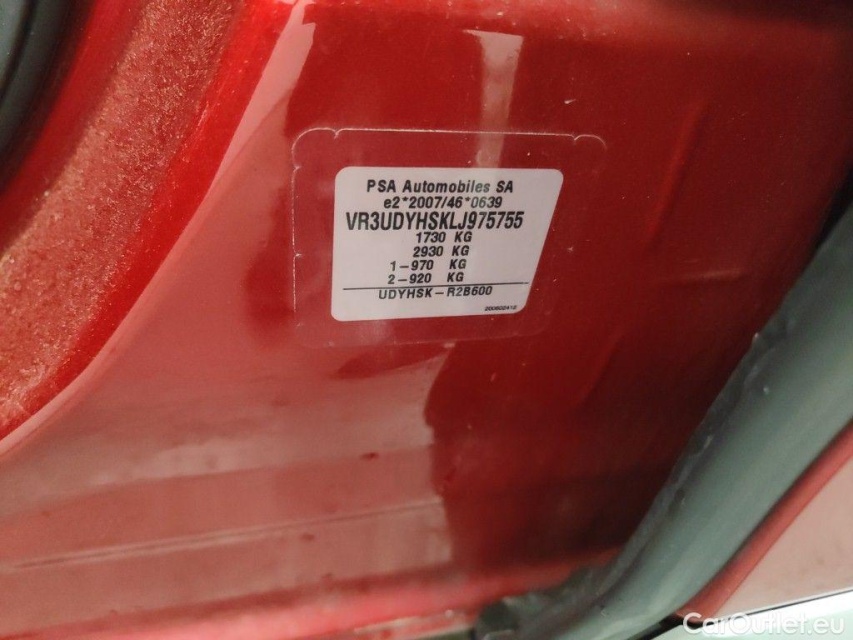 PSA Automobiles SA
e2*2007/46*0639
VR3UDYHSKLJ975755
1730 KG
2930 KG
1-970 KG
2-920 KG
UDYHSK-R2B600
CarOutlet.eu